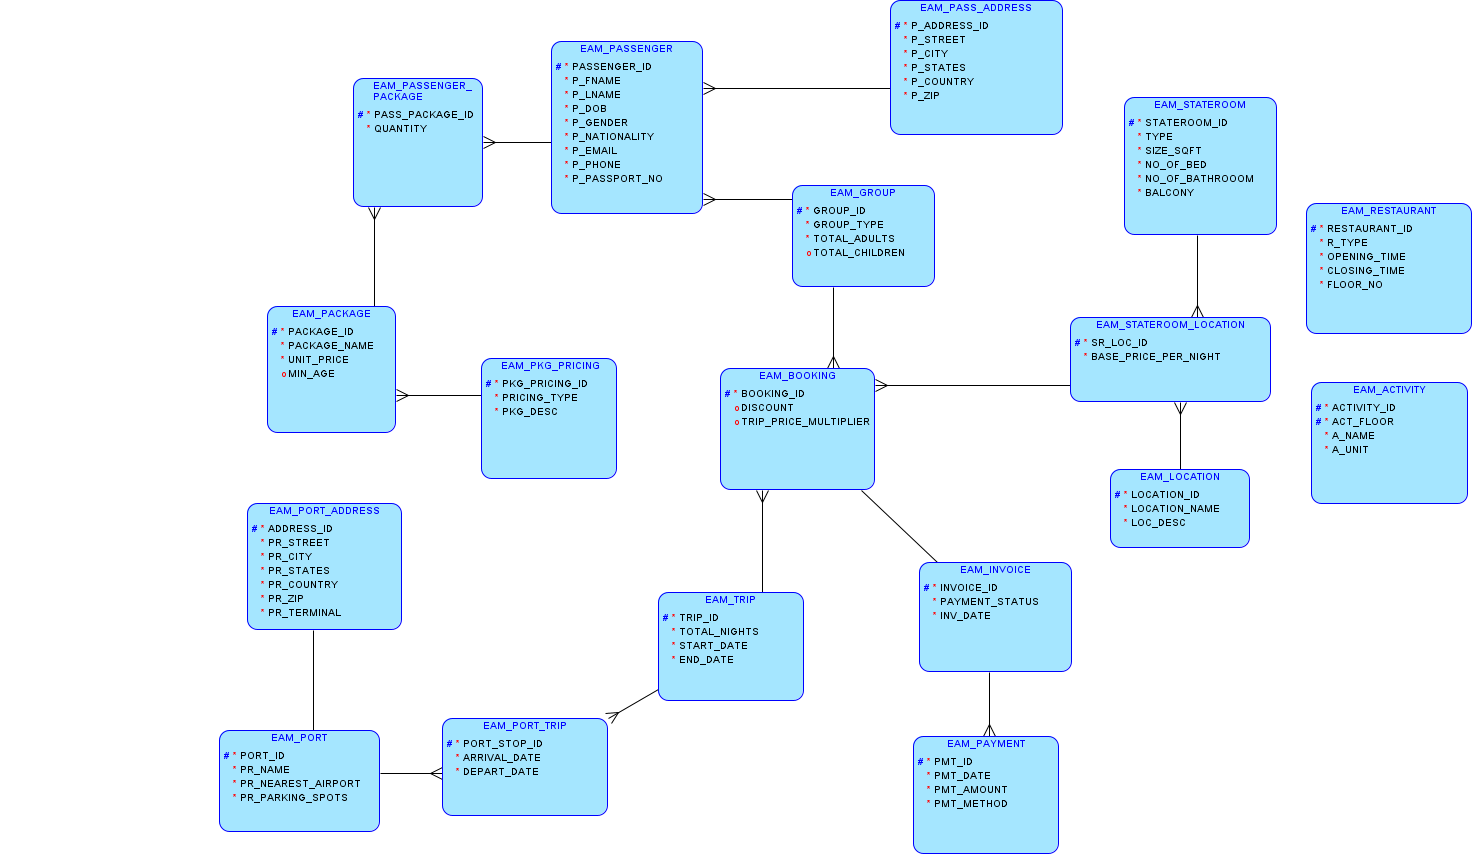 EAM_PASS_ADDRESS
# * P_ADDRESS_ID
* P_STREET
* P_CITY
* P_STATES
* P_COUNTRY
* P_ZIP
EAM_PASSENGER
# * PASSENGER_ID
* P_FNAME
* P_LNAME
* P_DOB
* P_GENDER
* P_NATIONALITY
* P_EMAIL
* P_PHONE
* P_PASSPORT_NO
EAM_PASSENGER_
PACKAGE
# * PASS_PACKAGE_ID
* QUANTITY
EAM_STATEROOM
# * STATEROOM_ID
* TYPE
* SIZE_SQFT
* NO_OF_BED
* NO_OF_BATHROOOM
* BALCONY
EAM_GROUP
# * GROUP_ID
* GROUP_TYPE
* TOTAL_ADULTS
o TOTAL_CHILDREN
EAM_RESTAURANT
# * RESTAURANT_ID
* R_TYPE
* OPENING_TIME
* CLOSING_TIME
* FLOOR_NO
EAM_PACKAGE
# * PACKAGE_ID
* PACKAGE_NAME
* UNIT_PRICE
o MIN_AGE
EAM_STATEROOM_LOCATION
# * SR_LOC_ID
* BASE_PRICE_PER_NIGHT
EAM_PKG_PRICING
# * PKG_PRICING_ID
* PRICING_TYPE
* PKG_DESC
EAM_BOOKING
# * BOOKING_ID
o DISCOUNT
o TRIP_PRICE_MULTIPLIER
EAM_ACTIVITY
# * ACTIVITY_ID
# * ACT_FLOOR
* A_NAME
* A_UNIT
EAM_LOCATION
# * LOCATION_ID
* LOCATION_NAME
* LOC_DESC
EAM_PORT_ADDRESS
# * ADDRESS_ID
* PR_STREET
* PR_CITY
* PR_STATES
* PR_COUNTRY
* PR_ZIP
* PR_TERMINAL
EAM_INVOICE
# * INVOICE_ID
* PAYMENT_STATUS
* INV_DATE
EAM_TRIP
# * TRIP_ID
* TOTAL_NIGHTS
* START_DATE
* END_DATE
EAM_PORT_TRIP
# * PORT_STOP_ID
* ARRIVAL_DATE
* DEPART_DATE
EAM_PORT
# * PORT_ID
* PR_NAME
* PR_NEAREST_AIRPORT
* PR_PARKING_SPOTS
EAM_PAYMENT
# * PMT_ID
* PMT_DATE
* PMT_AMOUNT
* PMT_METHOD